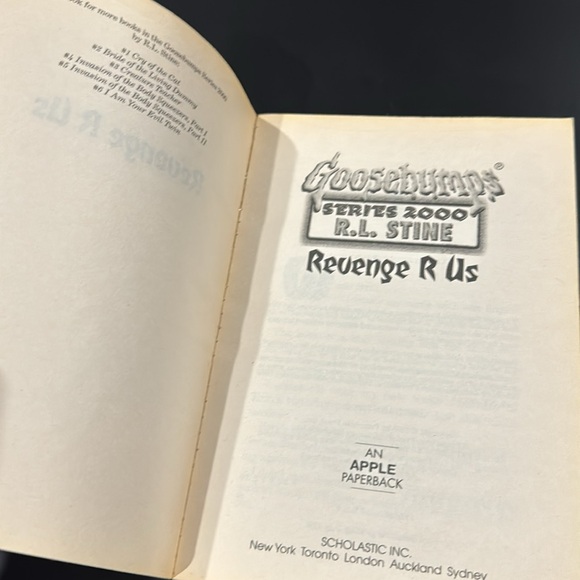 for more books in the Goosebumps Series 2000
by R.L. Stine:
#1 Cry of the Cat
#2 Bride of the Living Dummy
#3 Creature Teacher
#4 Invasion of the Body Squeezers, Part I
#5 Invasion of the Body Squeezers, Part II
#6 I Am Your Evil Twin
Goosebumps®
SERIES 2000
R.L. STINE
Revenge R Us
AN
APPLE
PAPERBACK
SCHOLASTIC INC.
New York Toronto London Auckland Sydney